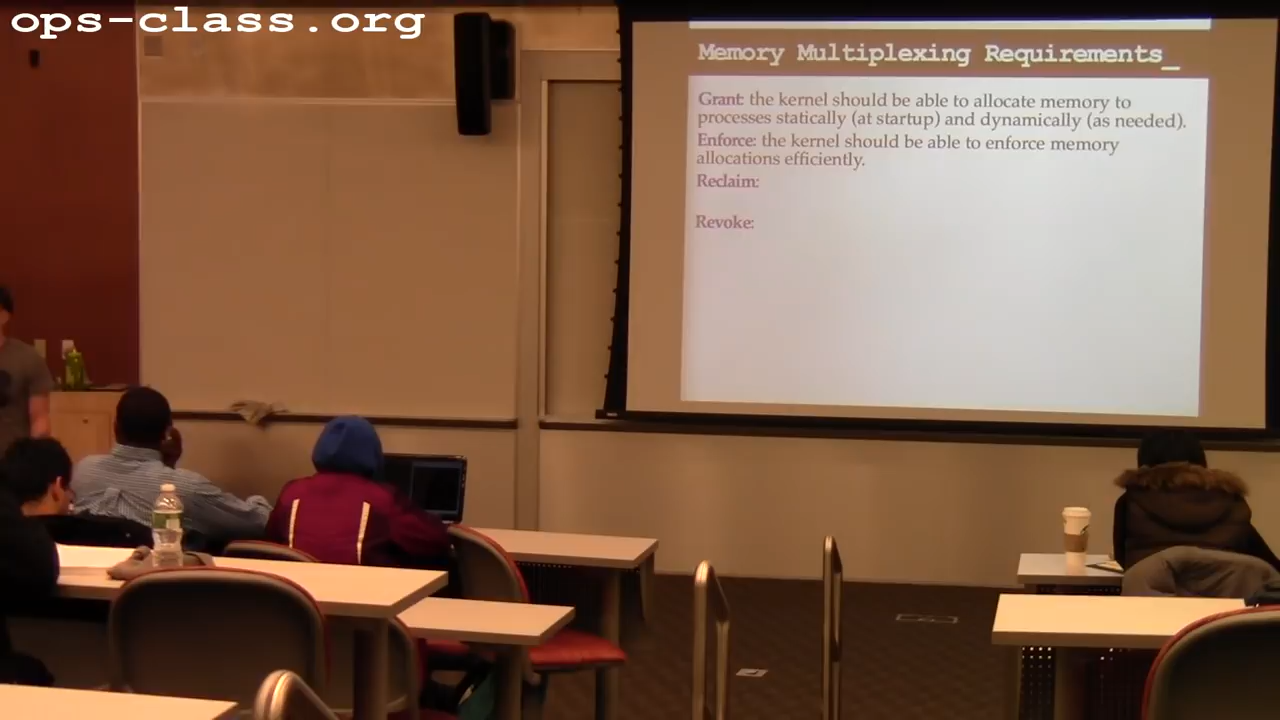 ops-class.org
Memory Multiplexing Requirements_
Grant: the kernel should be able to allocate memory to
processes statically (at startup) and dynamically (as needed).
Enforce: the kernel should be able to enforce memory
allocations efficiently.
Reclaim:
Revoke: